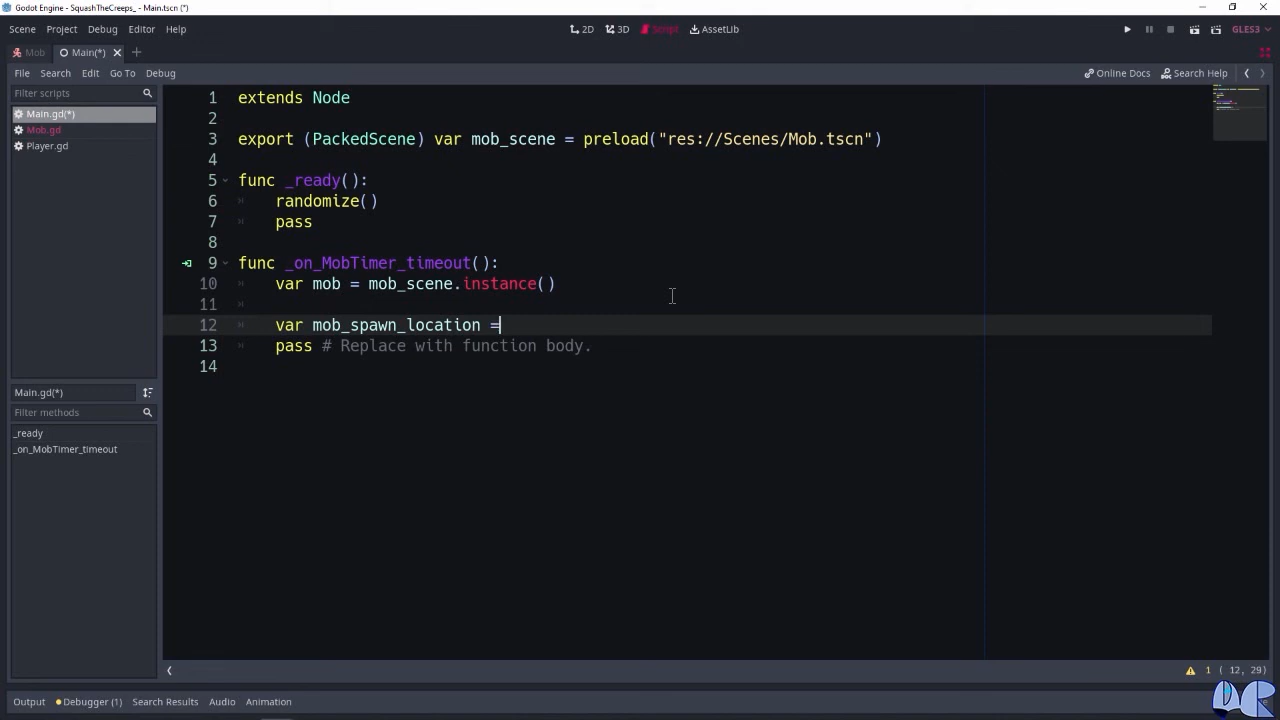 Godot Engine - SquashTheCreeps_ - Main.tscn (*)
Scene Project Debug Editor Help
2D 3D Script AssetLib
GLES3
Mob Main(*)
File Search Edit Go To Debug
Online Docs Search Help
Filter scripts
Main.gd(*)
Mob.gd
Player.gd
Main.gd(*)
Filter methods
_ready
_on_MobTimer_timeout
1 extends Node
2
3 export (PackedScene) var mob_scene = preload("res://Scenes/Mob.tscn")
4
5 func _ready():
6 randomize()
7 pass
8
9 func _on_MobTimer_timeout():
10 var mob = mob_scene.instance()
11
12 var mob_spawn_location =
13 pass # Replace with function body.
14
1 ( 12, 29)
Output Debugger (1) Search Results Audio Animation
DR